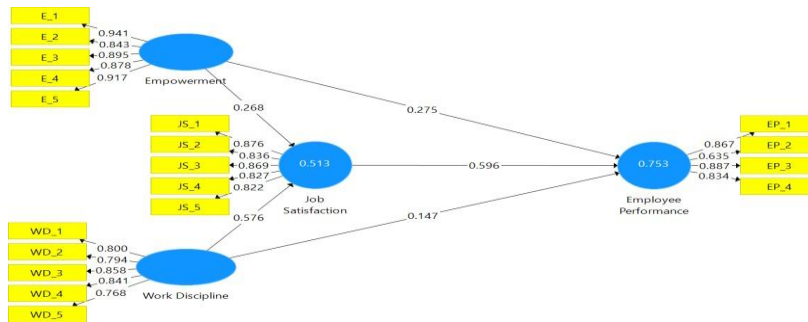 E_1
E_2
E_3
E_4
E_5
0.941
0.843
0.895
0.878
0.917
Empowerment
0.268
0.275
JS_1
JS_2
JS_3
JS_4
JS_5
0.876
0.836
0.869
0.827
0.822
0.513
Job
Satisfaction
0.596
0.753
Employee
Performance
0.867
0.635
0.887
0.834
EP_1
EP_2
EP_3
EP_4
0.576
0.147
WD_1
WD_2
WD_3
WD_4
WD_5
0.800
0.794
0.858
0.841
0.768
Work Discipline